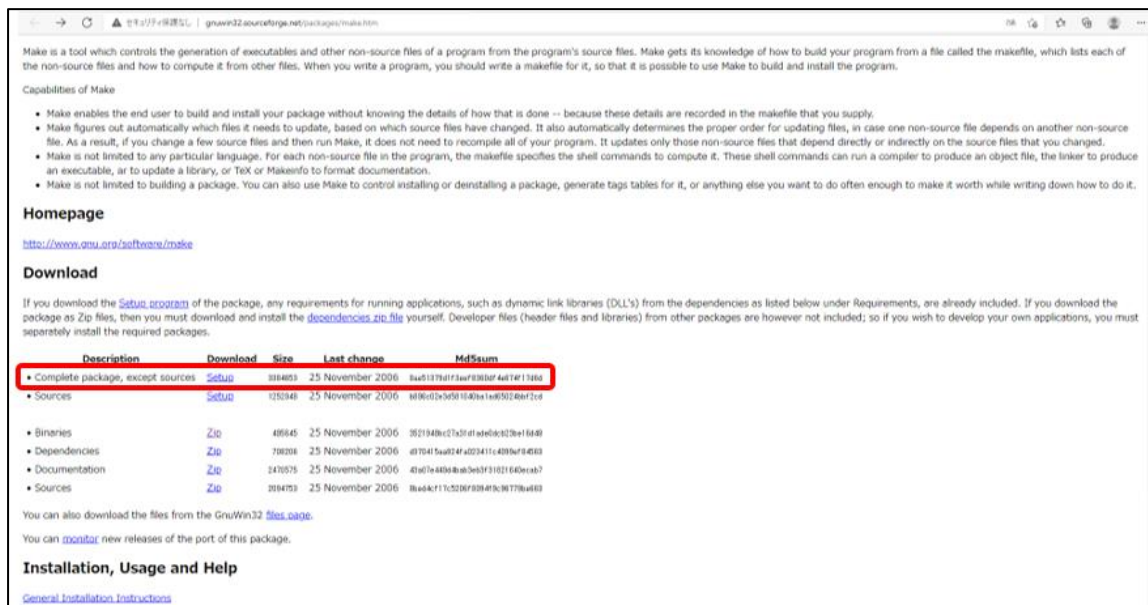 セキュリティ保護なし | gnuwin32.sourceforge.net/packages/make.htm
Make is a tool which controls the generation of executables and other non-source files of a program from the program's source files. Make gets its knowledge of how to build your program from a file called the makefile, which lists each of
the non-source files and how to compute it from other files. When you write a program, you should write a makefile for it, so that it is possible to use Make to build and install the program.
Capabilities of Make
• Make enables the end user to build and install your package without knowing the details of how that is done -- because these details are recorded in the makefile that you supply.
• Make figures out automatically which files it needs to update, based on which source files have changed. It also automatically determines the proper order for updating files, in case one non-source file depends on another non-source
file. As a result, if you change a few source files and then run Make, it does not need to recompile all of your program. It updates only those non-source files that depend directly or indirectly on the source files that you changed.
• Make is not limited to any particular language. For each non-source file in the program, the makefile specifies the shell commands to compute it. These shell commands can run a compiler to produce an object file, the linker to produce
an executable, ar to update a library, or TeX or Makeinfo to format documentation.
• Make is not limited to building a package. You can also use Make to control installing or deinstalling a package, generate tags tables for it, or anything else you want to do often enough to make it worth while writing down how to do it.
Homepage
http://www.gnu.org/software/make
Download
If you download the Setup program of the package, any requirements for running applications, such as dynamic link libraries (DLL's) from the dependencies as listed below under Requirements, are already included. If you download the
package as Zip files, then you must download and install the dependencies zip file yourself. Developer files (header files and libraries) from other packages are however not included; so if you wish to develop your own applications, you must
separately install the required packages.
Description Download Size Last change Md5sum
• Complete package, except sources Setup 3384653 25 November 2006
• Sources Setup 1252948 25 November 2006
• Binaries Zip 495645 25 November 2006
• Dependencies Zip 708206 25 November 2006
• Documentation Zip 2470575 25 November 2006
• Sources Zip 2094753 25 November 2006
You can also download the files from the GnuWin32 files page.
You can monitor new releases of the port of this package.
Installation, Usage and Help
General Installation Instructions